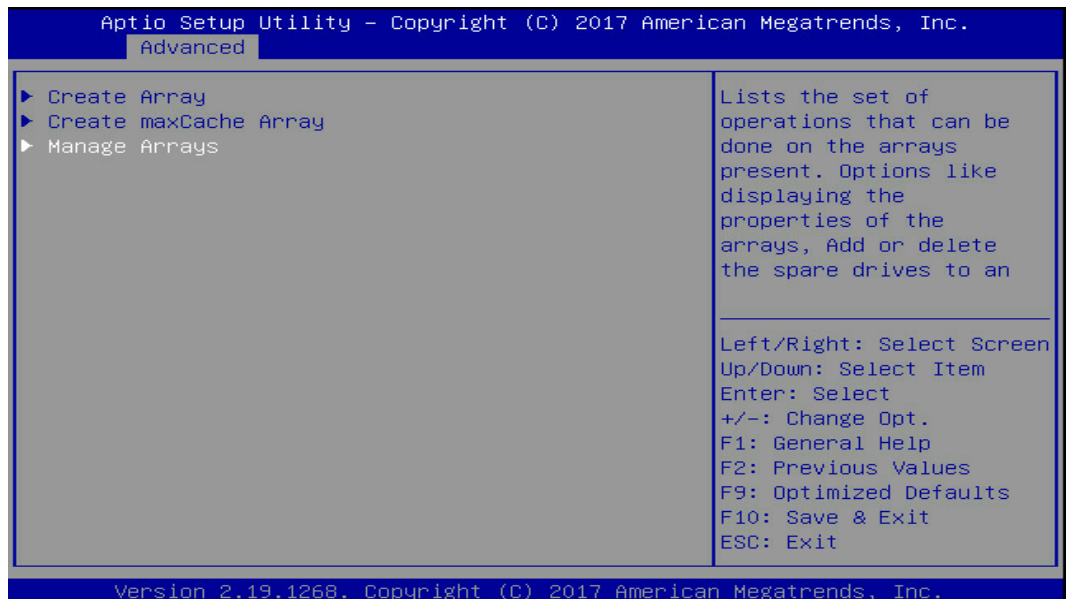 Aptio Setup Utility – Copyright (C) 2017 American Megatrends, Inc.
Advanced
Create Array
Create maxCache Array
Manage Arrays
Lists the set of
operations that can be
done on the arrays
present. Options like
displaying the
properties of the
arrays, Add or delete
the spare drives to an
Left/Right: Select Screen
Up/Down: Select Item
Enter: Select
+/-: Change Opt.
F1: General Help
F2: Previous Values
F9: Optimized Defaults
F10: Save & Exit
ESC: Exit
Version 2.19.1268. Copyright (C) 2017 American Megatrends, Inc.